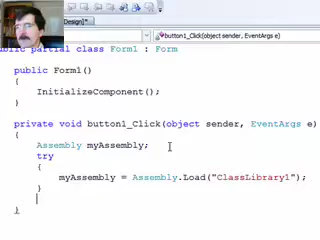 Design]*
button1_Click(object sender, EventArgs e)
public partial class Form1 : Form
public Form1()
{
InitializeComponent();
}
private void button1_Click(object sender, EventArgs e)
{
Assembly myAssembly;
try
{
myAssembly = Assembly.Load("ClassLibrary1");
}
}